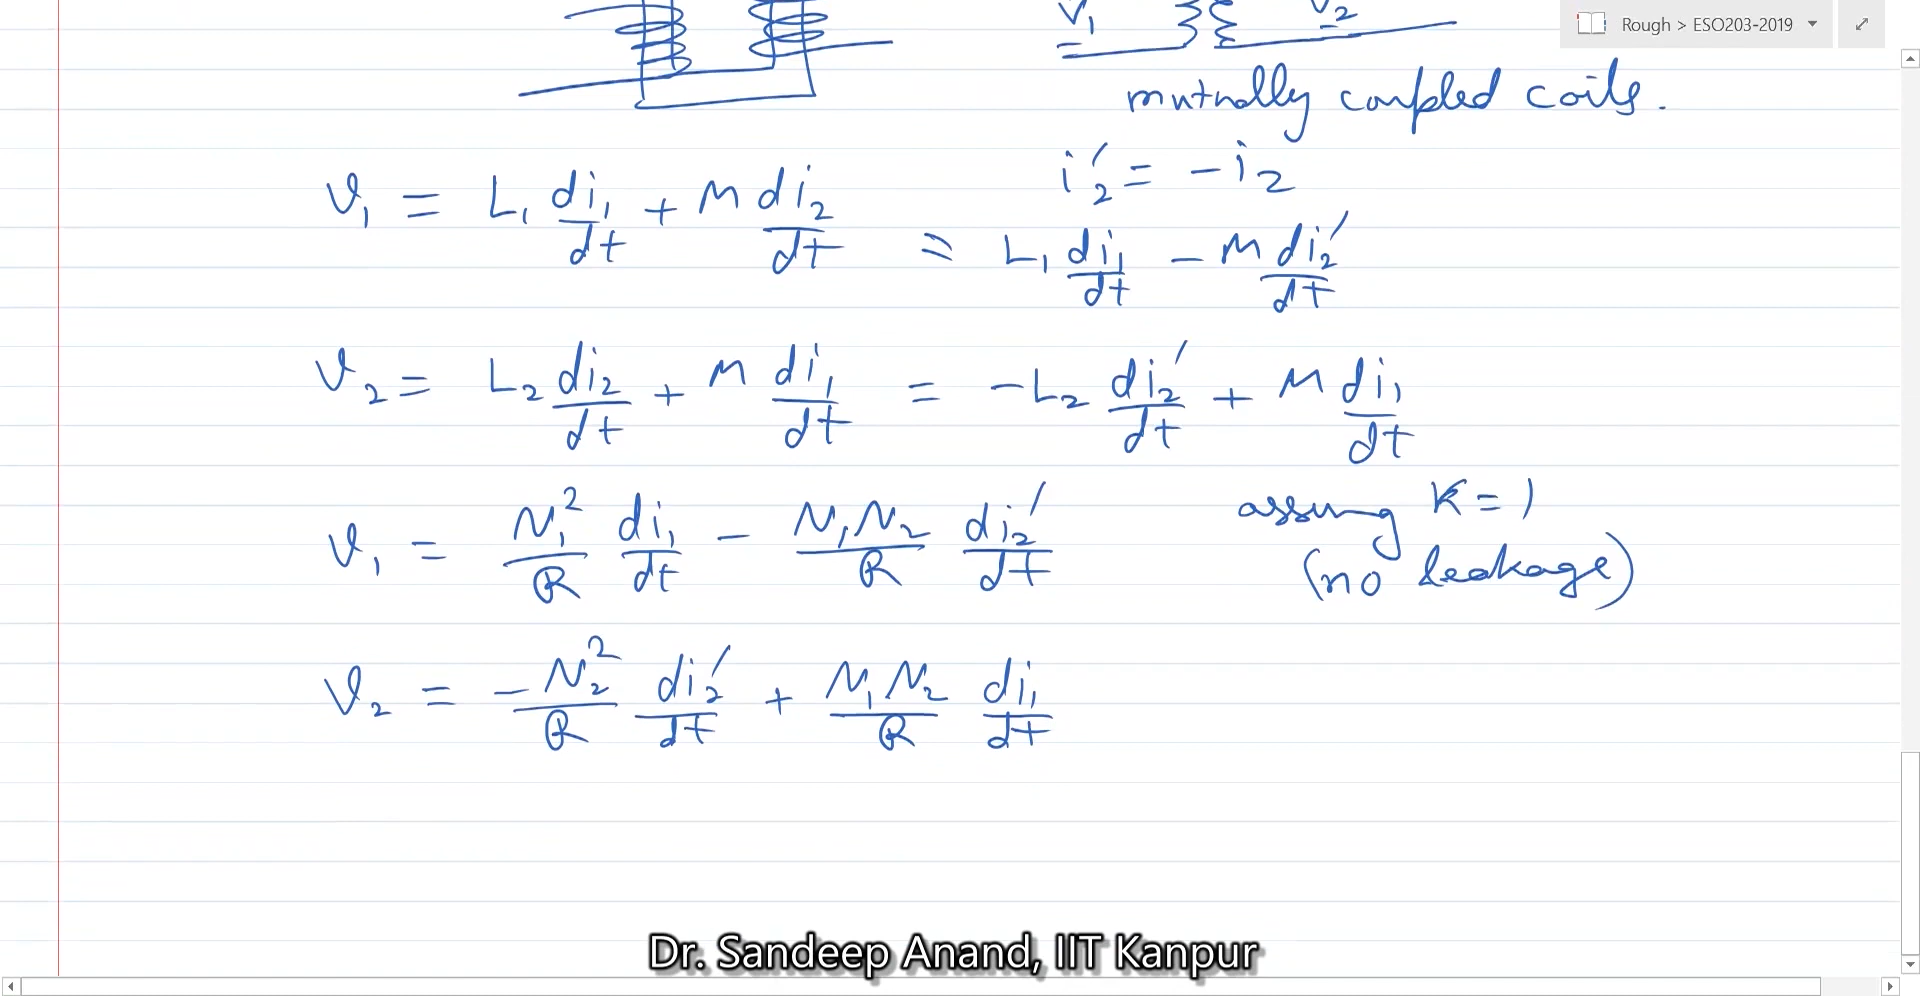 Rough > ESO203-2019
V₁ V₂
mutually coupled coils.
i₂′ = −i₂
v₁ = L₁ di₁/dt + M di₂/dt = L₁ di₁/dt − M di₂′/dt
v₂ = L₂ di₂/dt + M di₁/dt = −L₂ di₂′/dt + M di₁/dt
v₁ = N₁²/R di₁/dt − N₁N₂/R di₂′/dt assumg K = 1
(no leakage)
v₂ = −N₂²/R di₂′/dt + N₁N₂/R di₁/dt
Dr. Sandeep Anand, IIT Kanpur